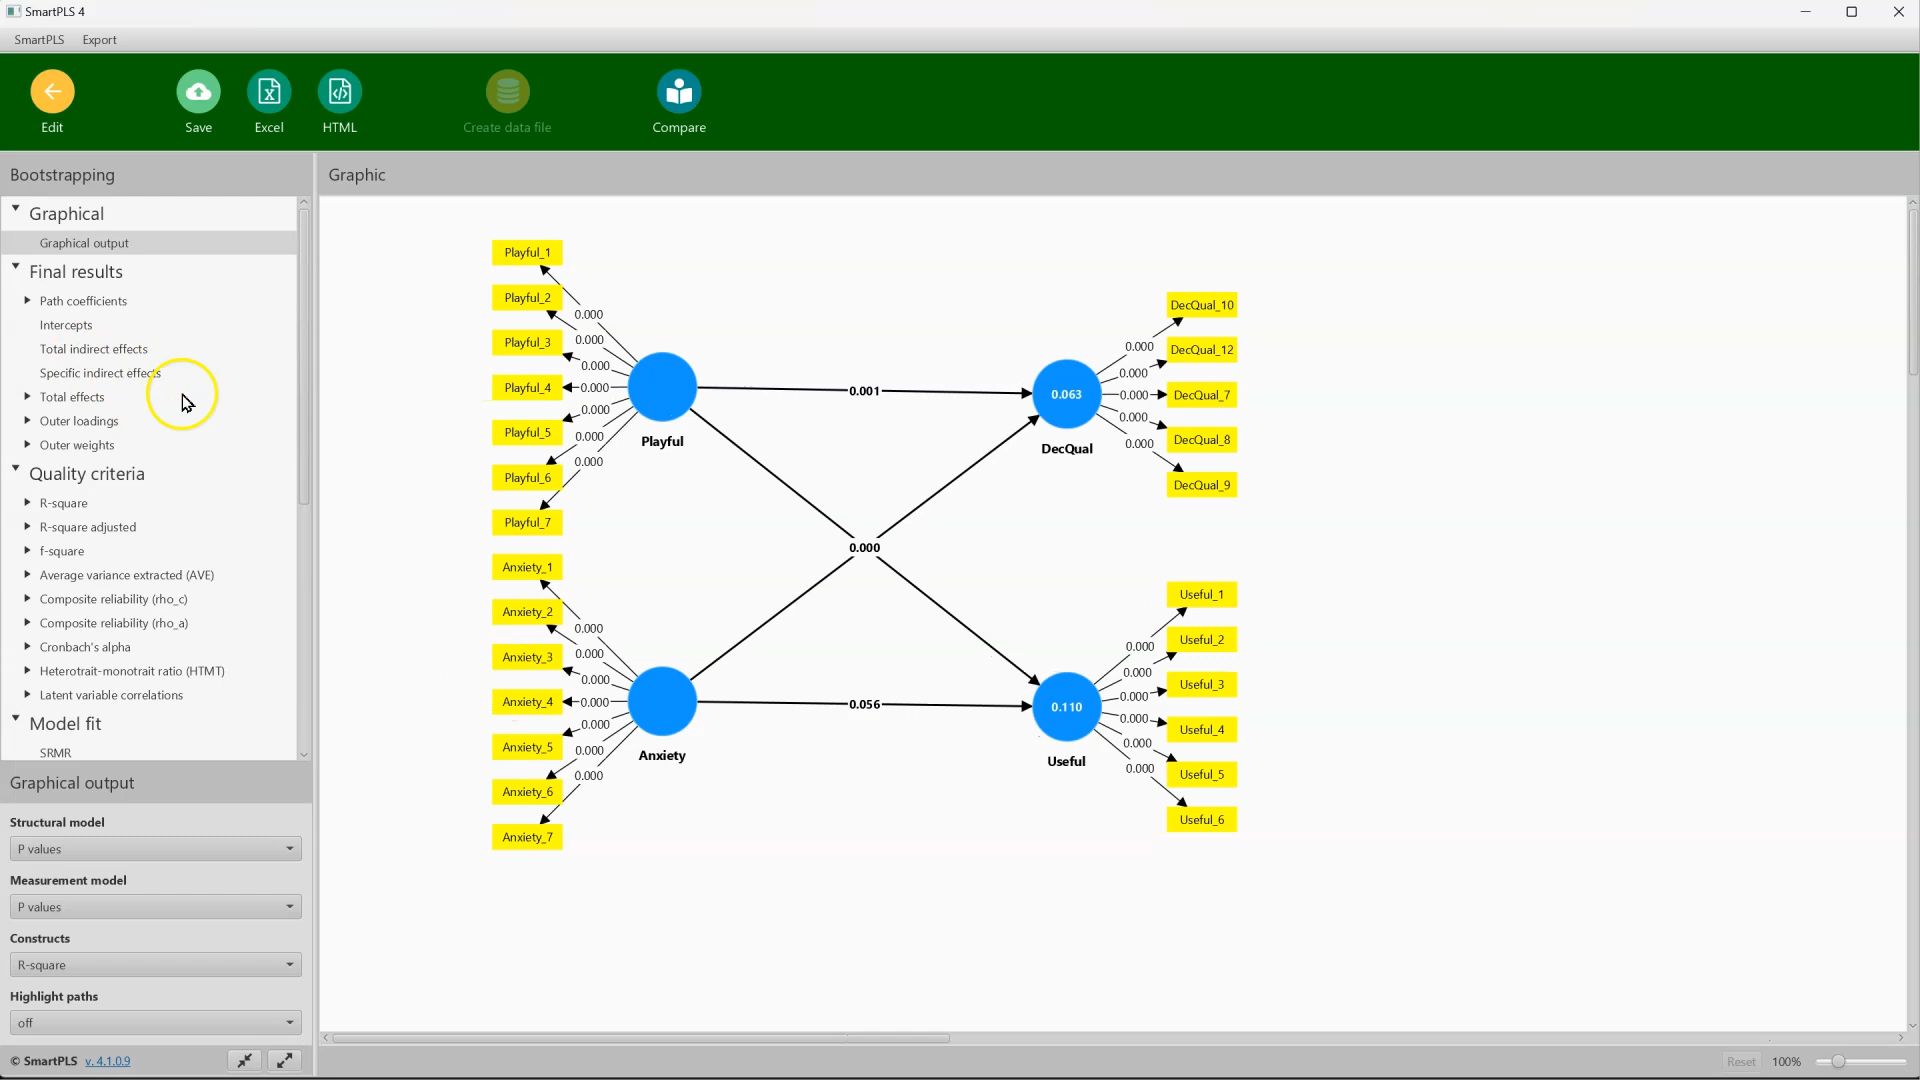 SmartPLS 4
SmartPLS Export
Edit Save Excel HTML Create data file Compare
Bootstrapping
Graphical
Graphical output
Final results
Path coefficients
Intercepts
Total indirect effects
Specific indirect effects
Total effects
Outer loadings
Outer weights
Quality criteria
R-square
R-square adjusted
f-square
Average variance extracted (AVE)
Composite reliability (rho_c)
Composite reliability (rho_a)
Cronbach's alpha
Heterotrait-monotrait ratio (HTMT)
Latent variable correlations
Model fit
SRMR
Graphical output
Structural model
P values
Measurement model
P values
Constructs
R-square
Highlight paths
off
© SmartPLS v. 4.1.0.9
Graphic
Playful_1
Playful_2
Playful_3
Playful_4
Playful_5
Playful_6
Playful_7
0.000
0.000
0.000
0.000
0.000
0.000
0.000
Playful
0.001
0.063
DecQual
0.000
0.000
0.000
0.000
0.000
DecQual_10
DecQual_12
DecQual_7
DecQual_8
DecQual_9
0.000
Anxiety_1
Anxiety_2
Anxiety_3
Anxiety_4
Anxiety_5
Anxiety_6
Anxiety_7
0.000
0.000
0.000
0.000
0.000
0.000
0.000
Anxiety
0.056
0.110
Useful
0.000
0.000
0.000
0.000
0.000
0.000
Useful_1
Useful_2
Useful_3
Useful_4
Useful_5
Useful_6
Reset 100%